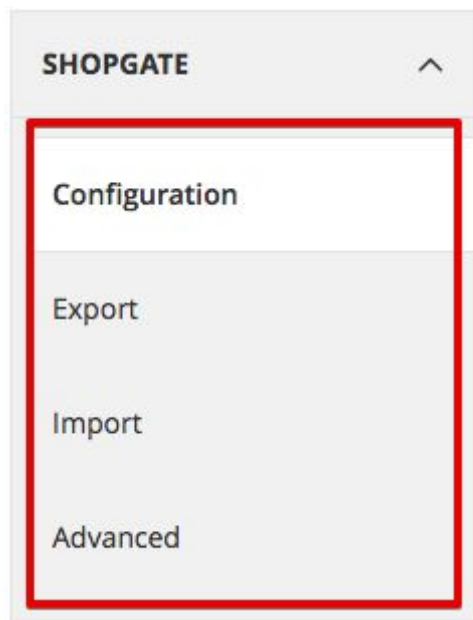 SHOPGATE
Configuration
Export
Import
Advanced